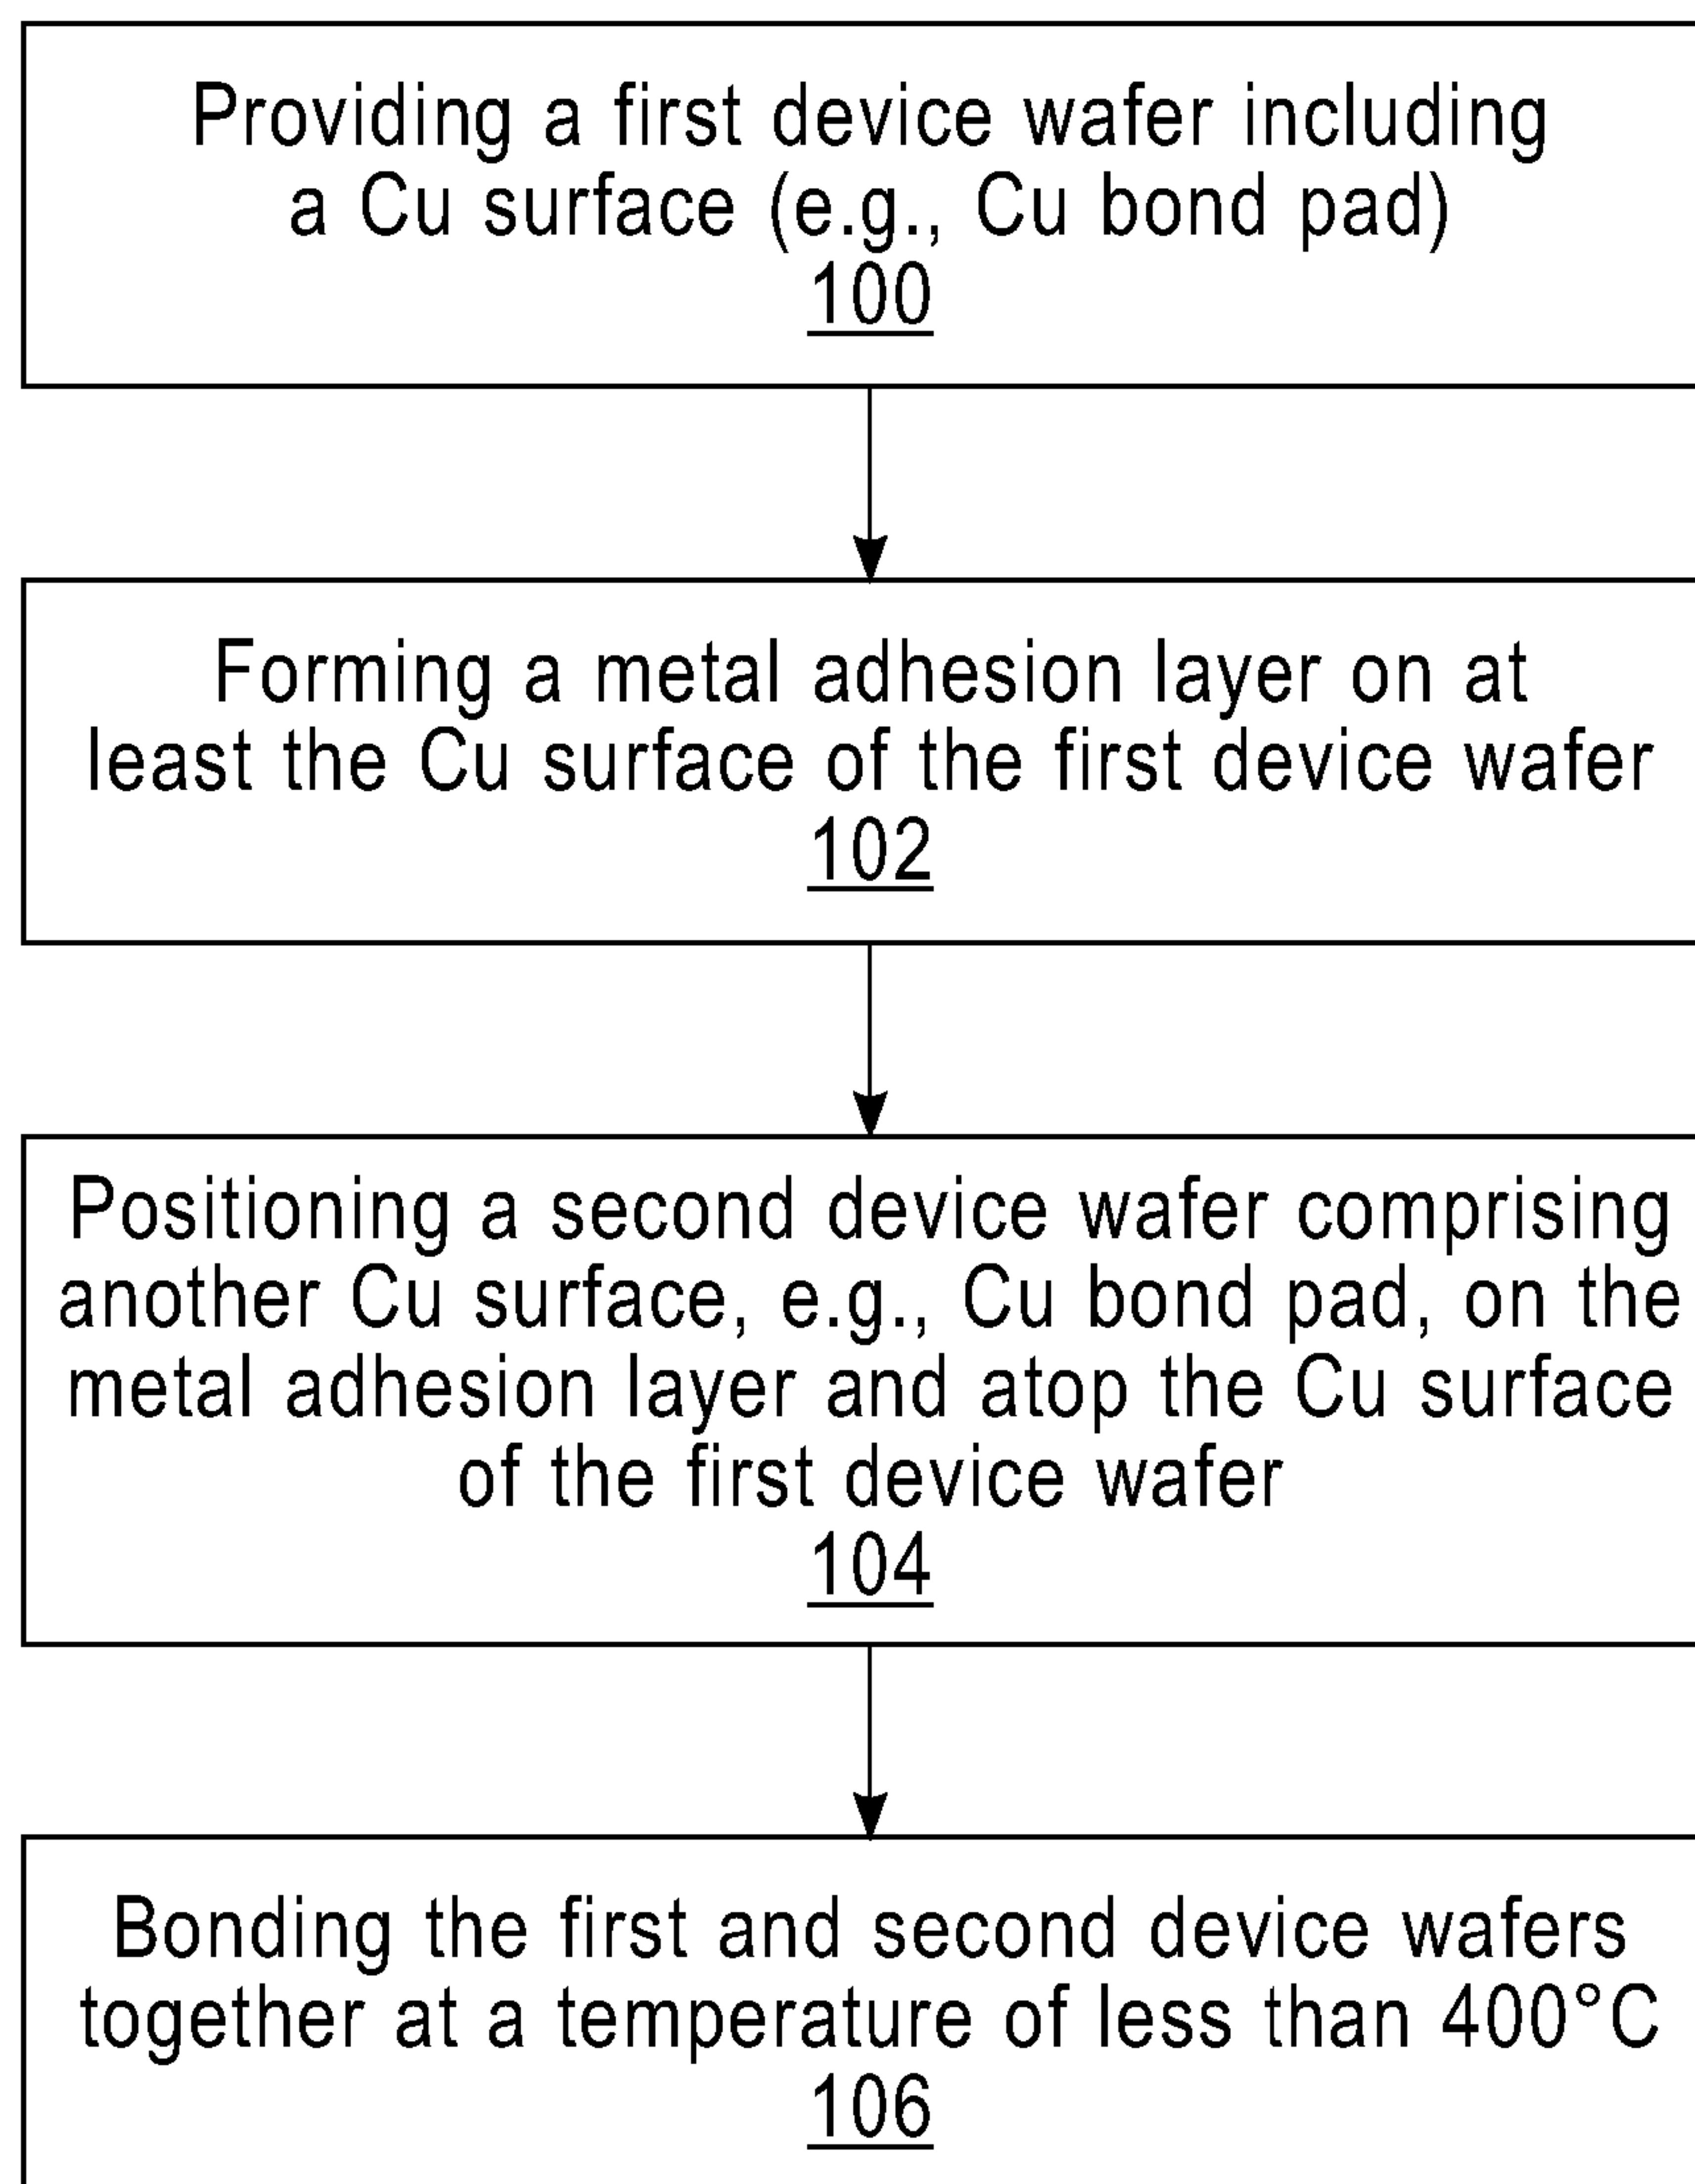 Providing a first device wafer including
a Cu surface (e.g., Cu bond pad)
100
Forming a metal adhesion layer on at
least the Cu surface of the first device wafer
102
Positioning a second device wafer comprising
another Cu surface, e.g., Cu bond pad, on the
metal adhesion layer and atop the Cu surface
of the first device wafer
104
Bonding the first and second device wafers
together at a temperature of less than 400°C
106